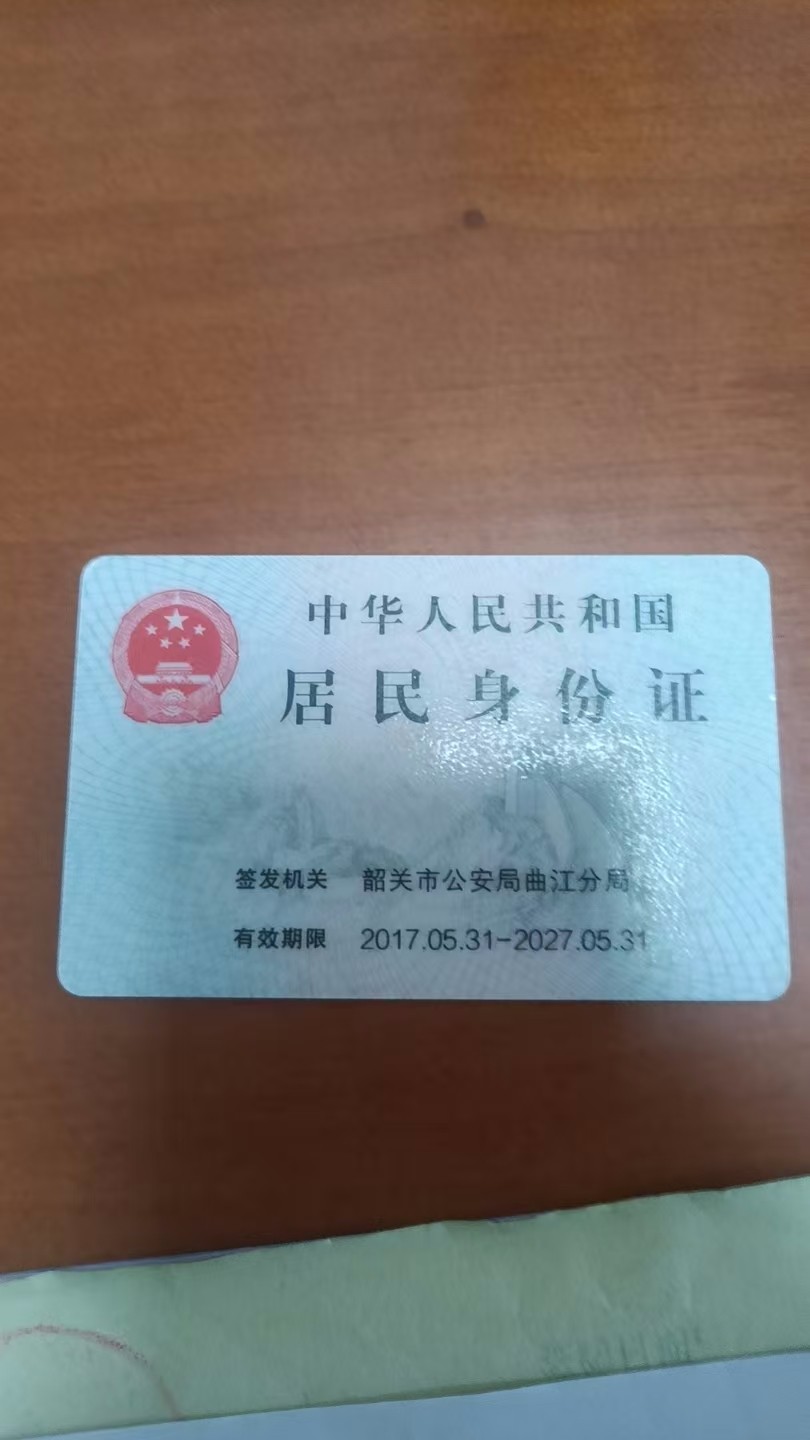 中华人民共和国
居民身份证
签发机关 韶关市公安局曲江分局
有效期限 2017.05.31-2027.05.31